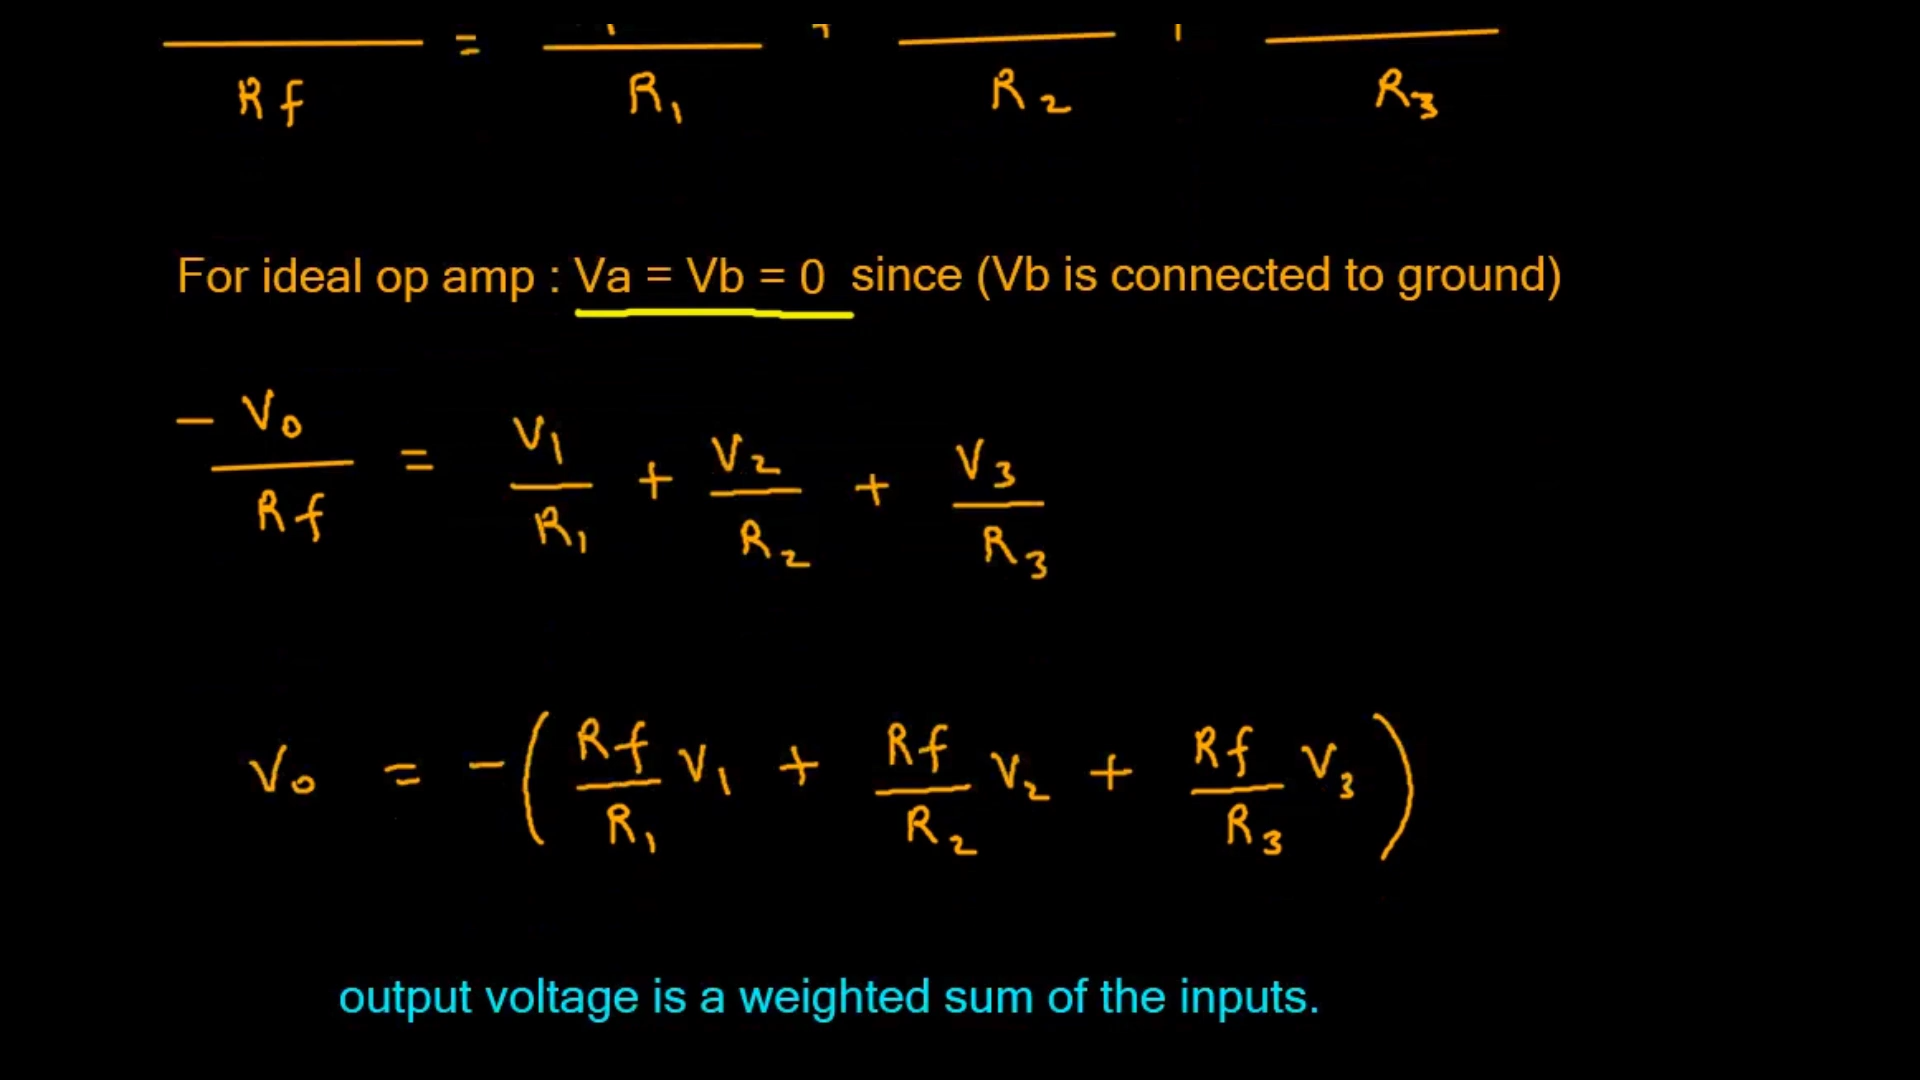 Rf = R₁ R₂ R₃
For ideal op amp : Va = Vb = 0 since (Vb is connected to ground)
- V₀/Rf = V₁/R₁ + V₂/R₂ + V₃/R₃
V₀ = - ( Rf/R₁ V₁ + Rf/R₂ V₂ + Rf/R₃ V₃ )
output voltage is a weighted sum of the inputs.